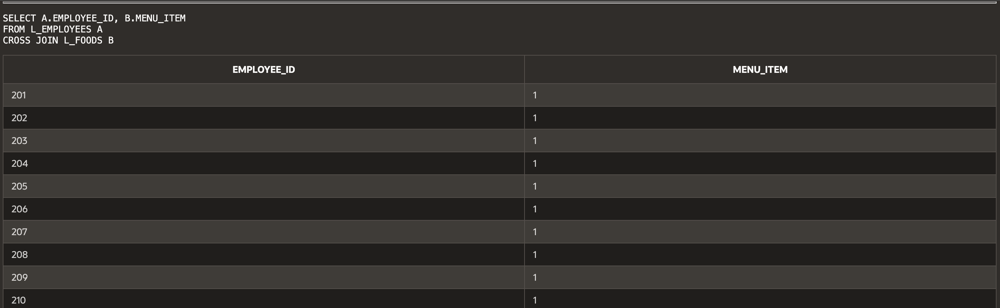 SELECT A.EMPLOYEE_ID, B.MENU_ITEM
FROM L_EMPLOYEES A
CROSS JOIN L_FOODS B
EMPLOYEE_ID MENU_ITEM
201 1
202 1
203 1
204 1
205 1
206 1
207 1
208 1
209 1
210 1